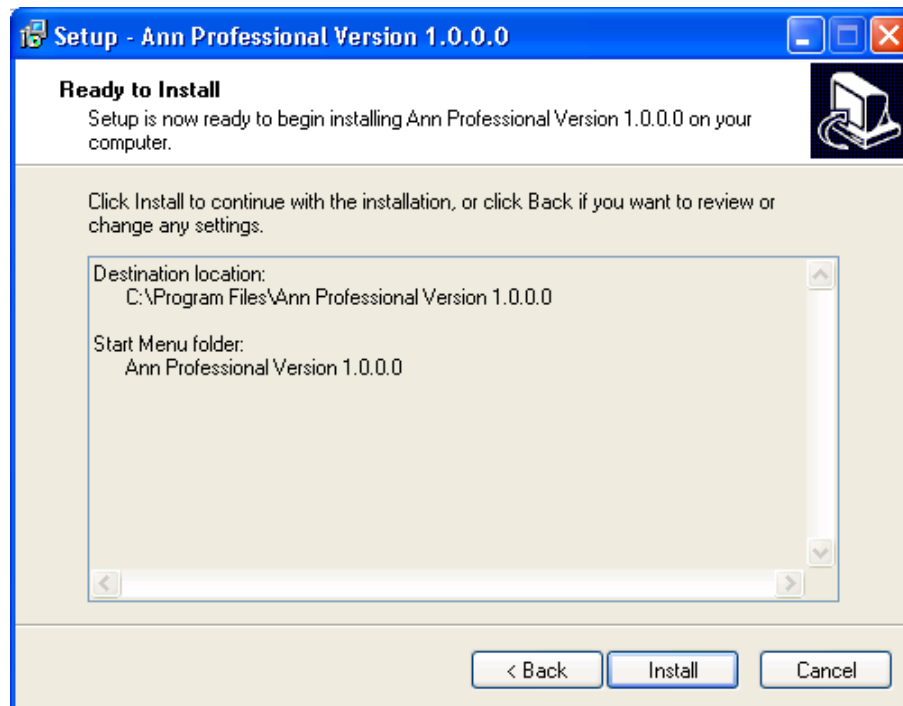 Setup - Ann Professional Version 1.0.0.0
Ready to Install
Setup is now ready to begin installing Ann Professional Version 1.0.0.0 on your
computer.
Click Install to continue with the installation, or click Back if you want to review or
change any settings.
Destination location:
C:\Program Files\Ann Professional Version 1.0.0.0
Start Menu folder:
Ann Professional Version 1.0.0.0
< Back
Install
Cancel